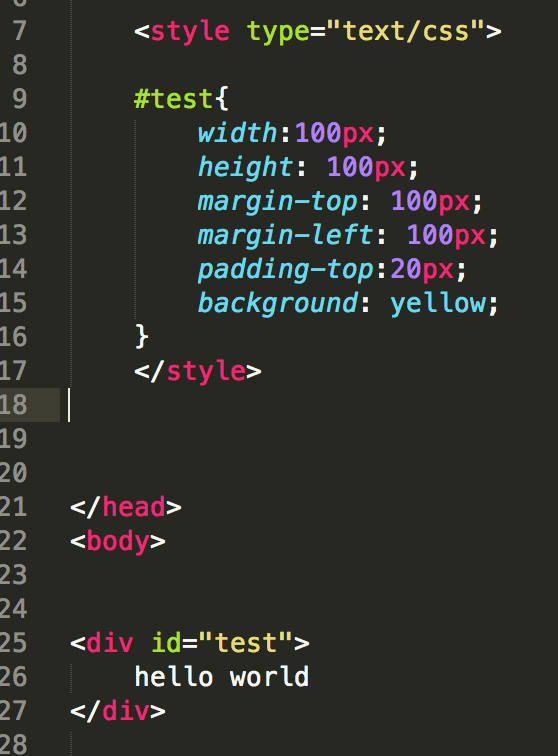 7 <style type="text/css">
8
9 #test{
10 width:100px;
11 height: 100px;
12 margin-top: 100px;
13 margin-left: 100px;
14 padding-top:20px;
15 background: yellow;
16 }
17 </style>
18
19
20
21 </head>
22 <body>
23
24
25 <div id="test">
26 hello world
27 </div>
28